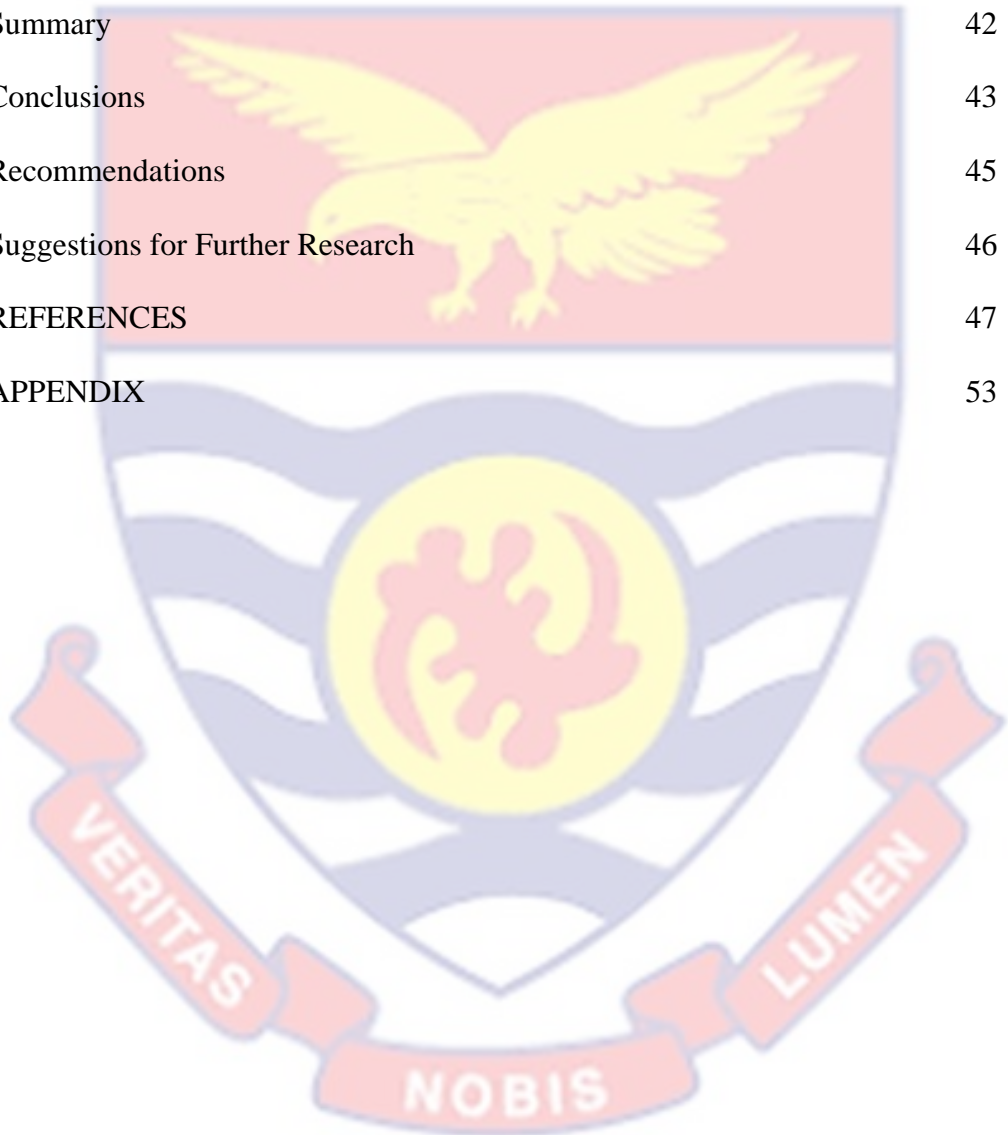 Summary 42
Conclusions 43
Recommendations 45
Suggestions for Further Research 46
REFERENCES 47
APPENDIX 53
VERITAS
NOBIS
LUMEN